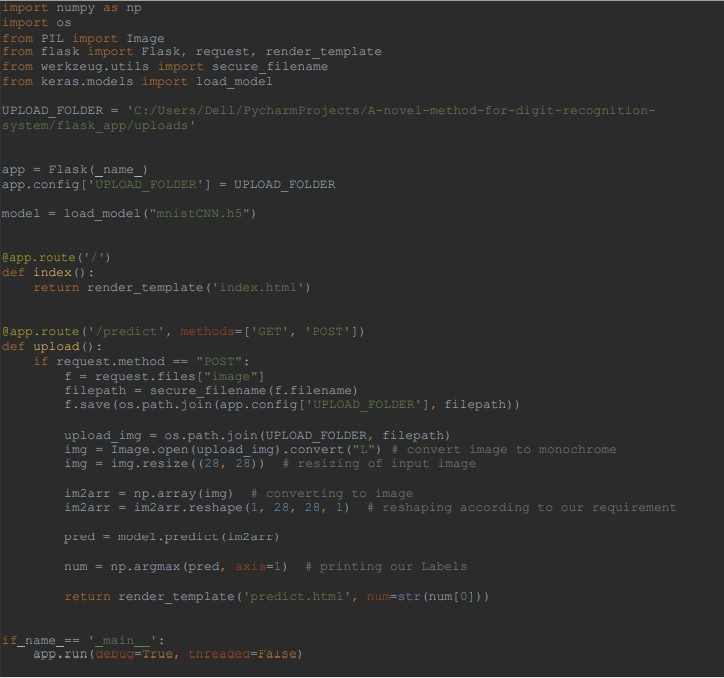 import numpy as np
import os
from PIL import Image
from flask import Flask, request, render_template
from werkzeug.utils import secure_filename
from keras.models import load_model
UPLOAD_FOLDER = 'C:/Users/Dell/PycharmProjects/A-novel-method-for-digit-recognition-
system/flask_app/uploads'
app = Flask(_name_)
app.config['UPLOAD_FOLDER'] = UPLOAD_FOLDER
model = load_model("mnistCNN.h5")
@app.route('/')
def index():
    return render_template('index.html')
@app.route('/predict', methods=['GET', 'POST'])
def upload():
    if request.method == "POST":
        f = request.files["image"]
        filepath = secure_filename(f.filename)
        f.save(os.path.join(app.config['UPLOAD_FOLDER'], filepath))
        upload_img = os.path.join(UPLOAD_FOLDER, filepath)
        img = Image.open(upload_img).convert("L") # convert image to monochrome
        img = img.resize((28, 28))  # resizing of input image
        im2arr = np.array(img)  # converting to image
        im2arr = im2arr.reshape(1, 28, 28, 1)  # reshaping according to our requirement
        pred = model.predict(im2arr)
        num = np.argmax(pred, axis=1)  # printing our Labels
        return render_template('predict.html', num=str(num[0]))
if_name_== '_main__':
    app.run(debug=True, threaded=False)